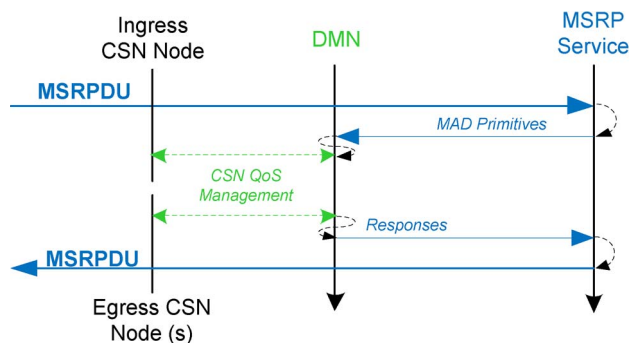 Ingress
CSN Node
DMN
MSRP
Service
MSRPDU
MAD Primitives
CSN QoS
Management
Responses
MSRPDU
Egress CSN
Node (s)